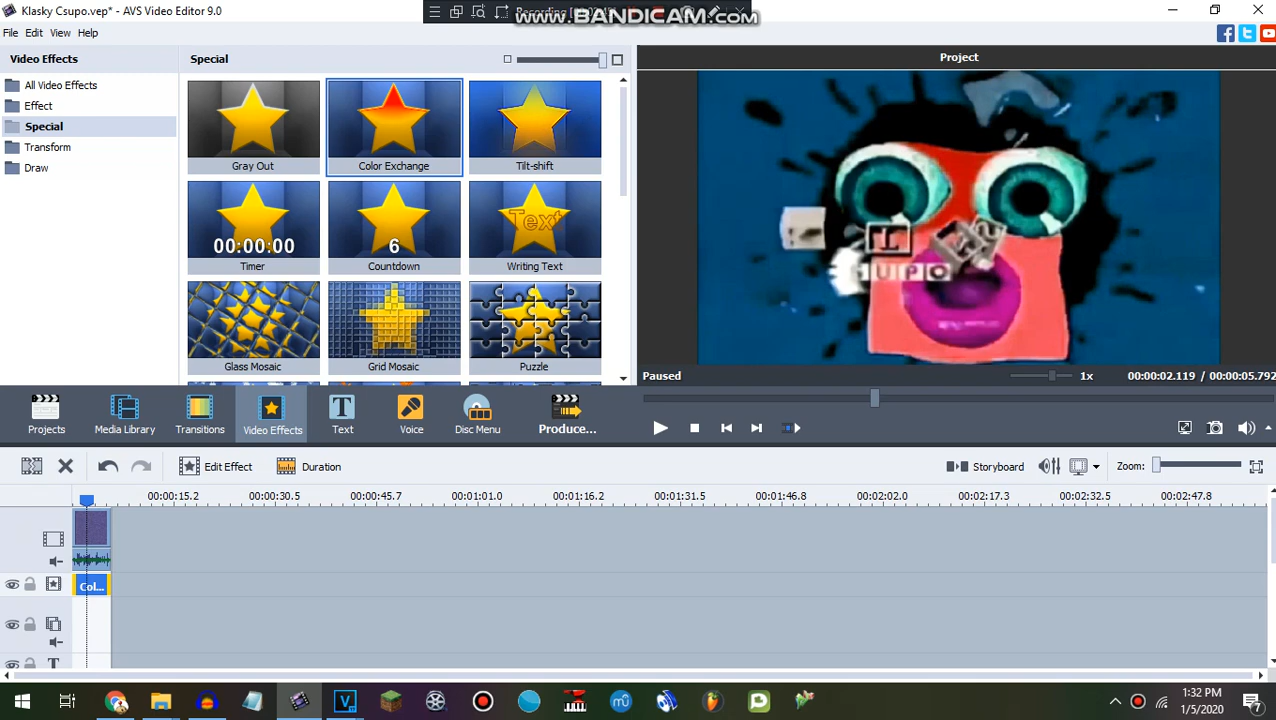 Klasky Csupo.vep* - AVS Video Editor 9.0
www.BANDICAM.com
File Edit View Help
Video Effects
Special
Project
All Video Effects
Effect
Special
Transform
Draw
Gray Out
Color Exchange
Tilt-shift
00:00:00
6
Text
Timer
Countdown
Writing Text
Glass Mosaic
Grid Mosaic
Puzzle
Paused
1x
00:00:02.119 / 00:00:05.792
Projects
Media Library
Transitions
Video Effects
Text
Voice
Disc Menu
Produce...
Edit Effect
Duration
Storyboard
Zoom:
00:00:15.2 00:00:30.5 00:00:45.7 00:01:01.0 00:01:16.2 00:01:31.5 00:01:46.8 00:02:02.0 00:02:17.3 00:02:32.5 00:02:47.8
Col...
T
1:32 PM
1/5/2020
7